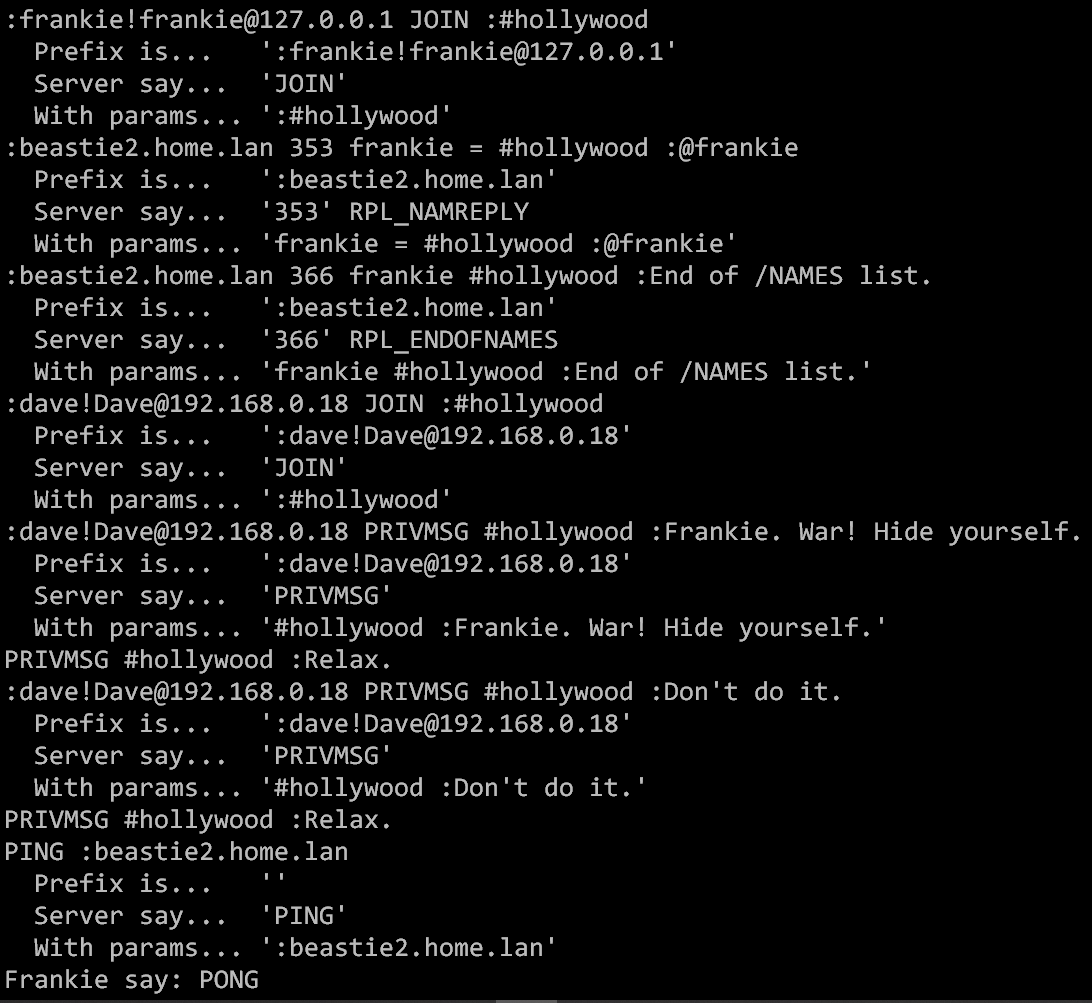 :frankie!frankie@127.0.0.1 JOIN :#hollywood
  Prefix is...   ':frankie!frankie@127.0.0.1'
  Server say...  'JOIN'
  With params... ':#hollywood'
:beastie2.home.lan 353 frankie = #hollywood :@frankie
  Prefix is...   ':beastie2.home.lan'
  Server say...  '353' RPL_NAMREPLY
  With params... 'frankie = #hollywood :@frankie'
:beastie2.home.lan 366 frankie #hollywood :End of /NAMES list.
  Prefix is...   ':beastie2.home.lan'
  Server say...  '366' RPL_ENDOFNAMES
  With params... 'frankie #hollywood :End of /NAMES list.'
:dave!Dave@192.168.0.18 JOIN :#hollywood
  Prefix is...   ':dave!Dave@192.168.0.18'
  Server say...  'JOIN'
  With params... ':#hollywood'
:dave!Dave@192.168.0.18 PRIVMSG #hollywood :Frankie. War! Hide yourself.
  Prefix is...   ':dave!Dave@192.168.0.18'
  Server say...  'PRIVMSG'
  With params... '#hollywood :Frankie. War! Hide yourself.'
PRIVMSG #hollywood :Relax.
:dave!Dave@192.168.0.18 PRIVMSG #hollywood :Don't do it.
  Prefix is...   ':dave!Dave@192.168.0.18'
  Server say...  'PRIVMSG'
  With params... '#hollywood :Don't do it.'
PRIVMSG #hollywood :Relax.
PING :beastie2.home.lan
  Prefix is...   ''
  Server say...  'PING'
  With params... ':beastie2.home.lan'
Frankie say: PONG